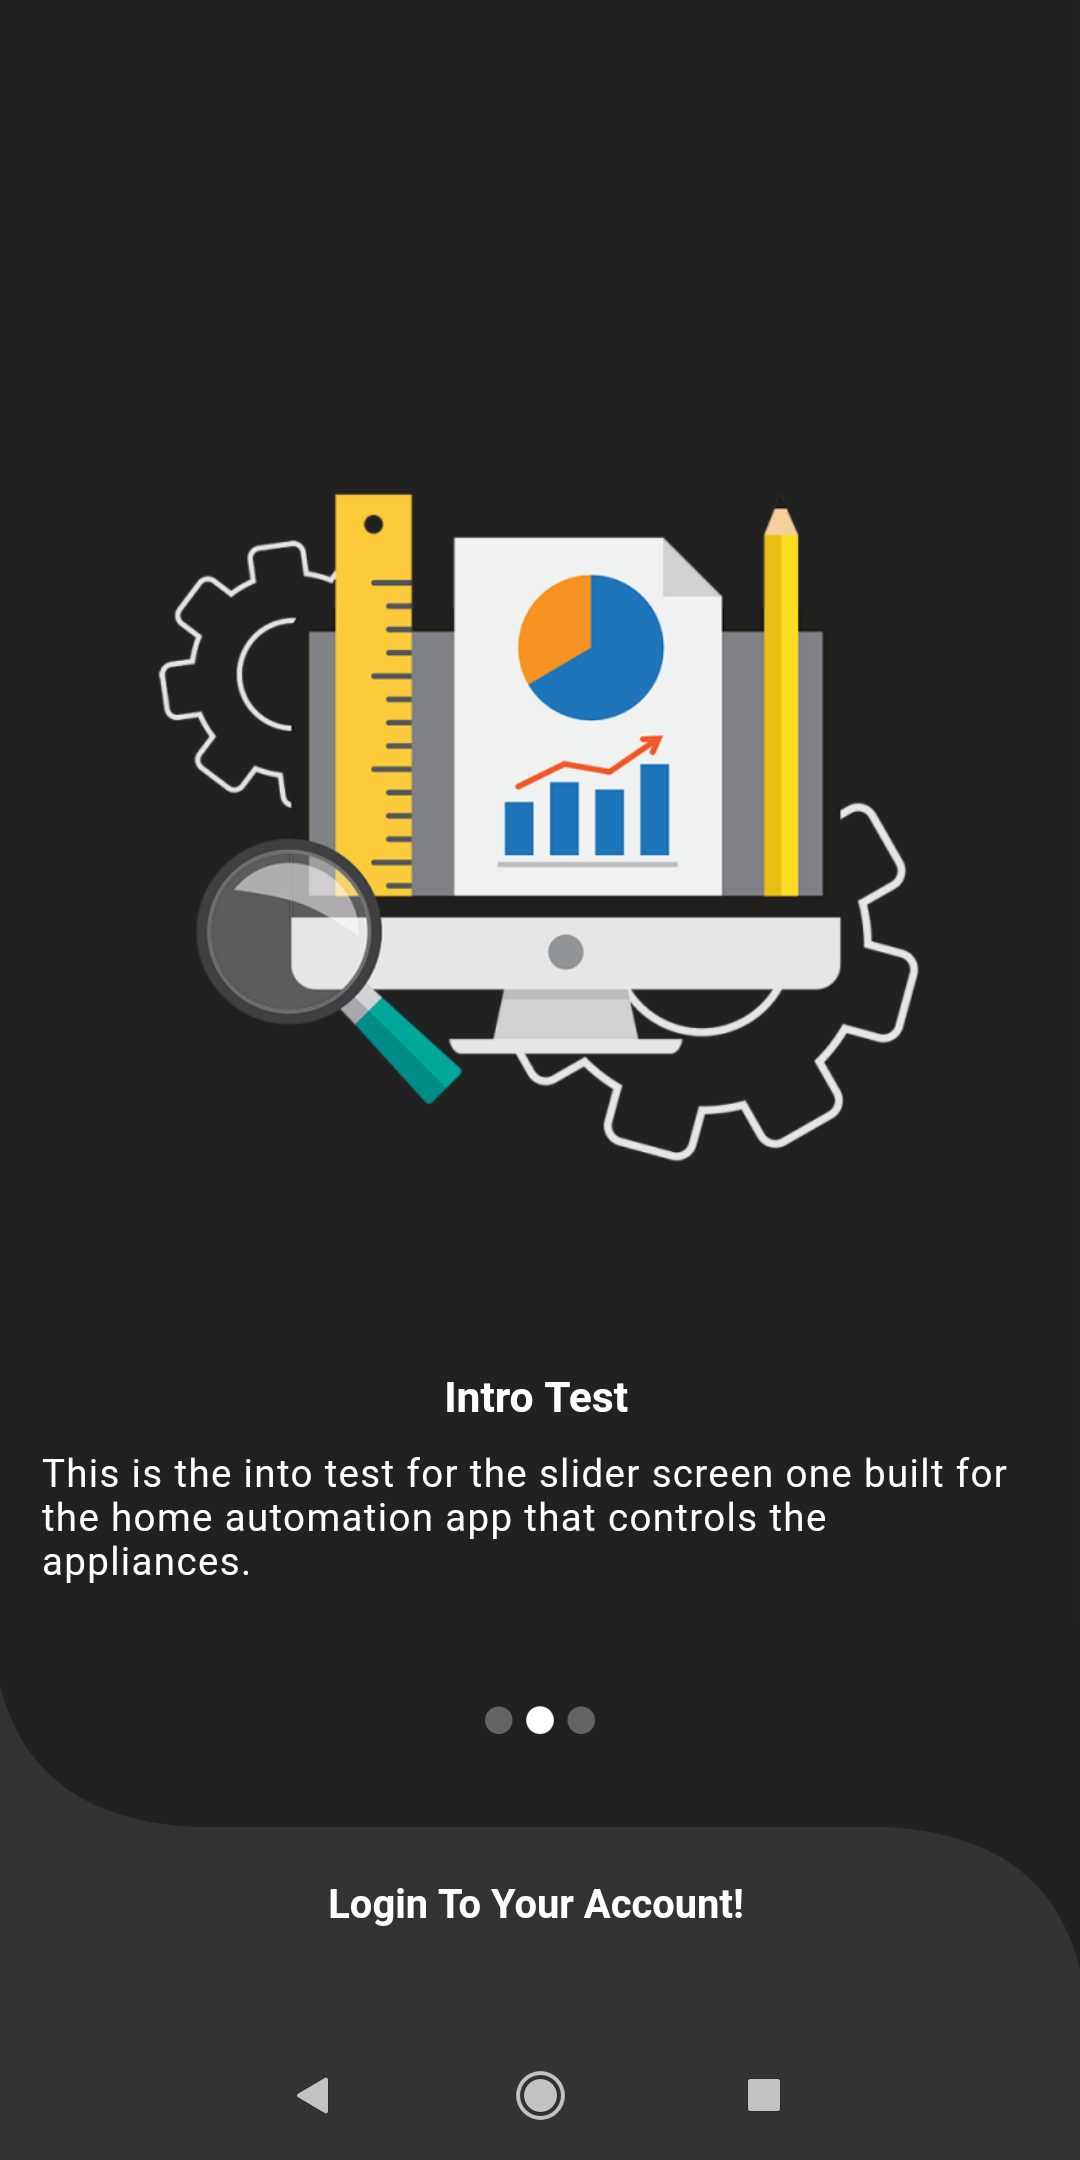 Intro Test
This is the into test for the slider screen one built for
the home automation app that controls the
appliances.
Login To Your Account!